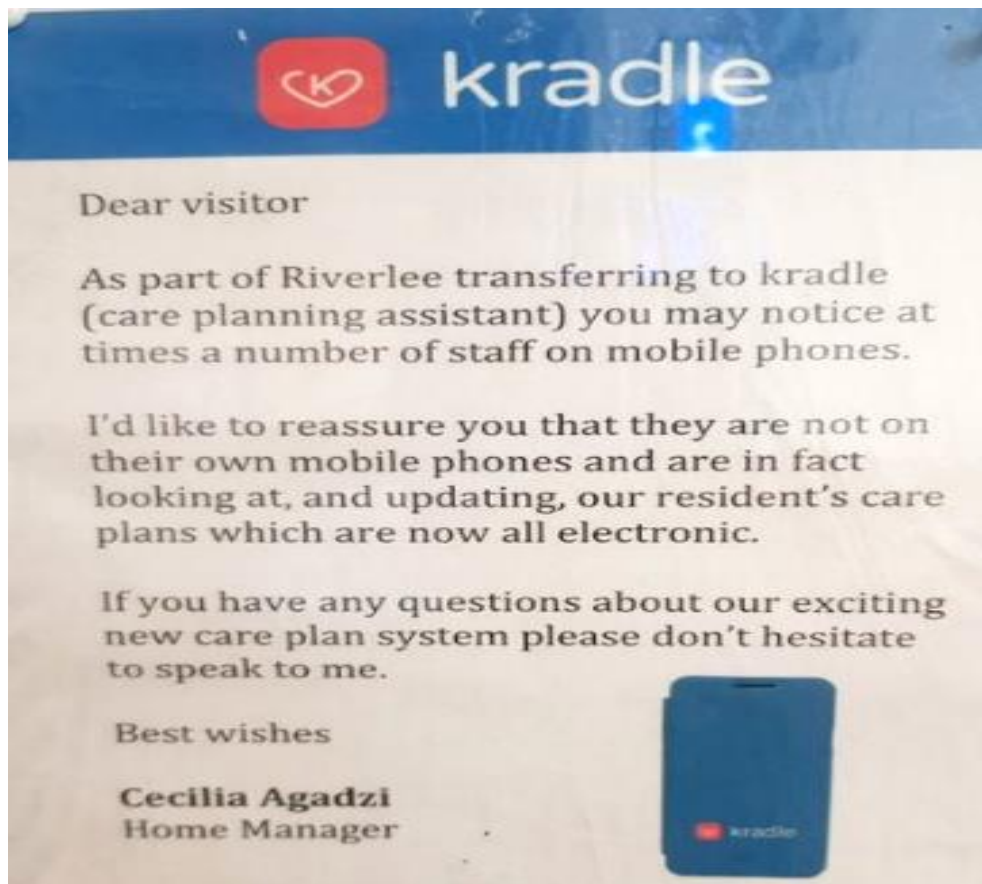 K
kradle
Dear visitor
As part of Riverlee transferring to kradle
(care planning assistant) you may notice at
times a number of staff on mobile phones.
I'd like to reassure you that they are not on
their own mobile phones and are in fact
looking at, and updating, our resident's care
plans which are now all electronic.
If you have any questions about our exciting
new care plan system please don't hesitate
to speak to me.
Best wishes
Cecilia Agadzi
Home Manager
kradle